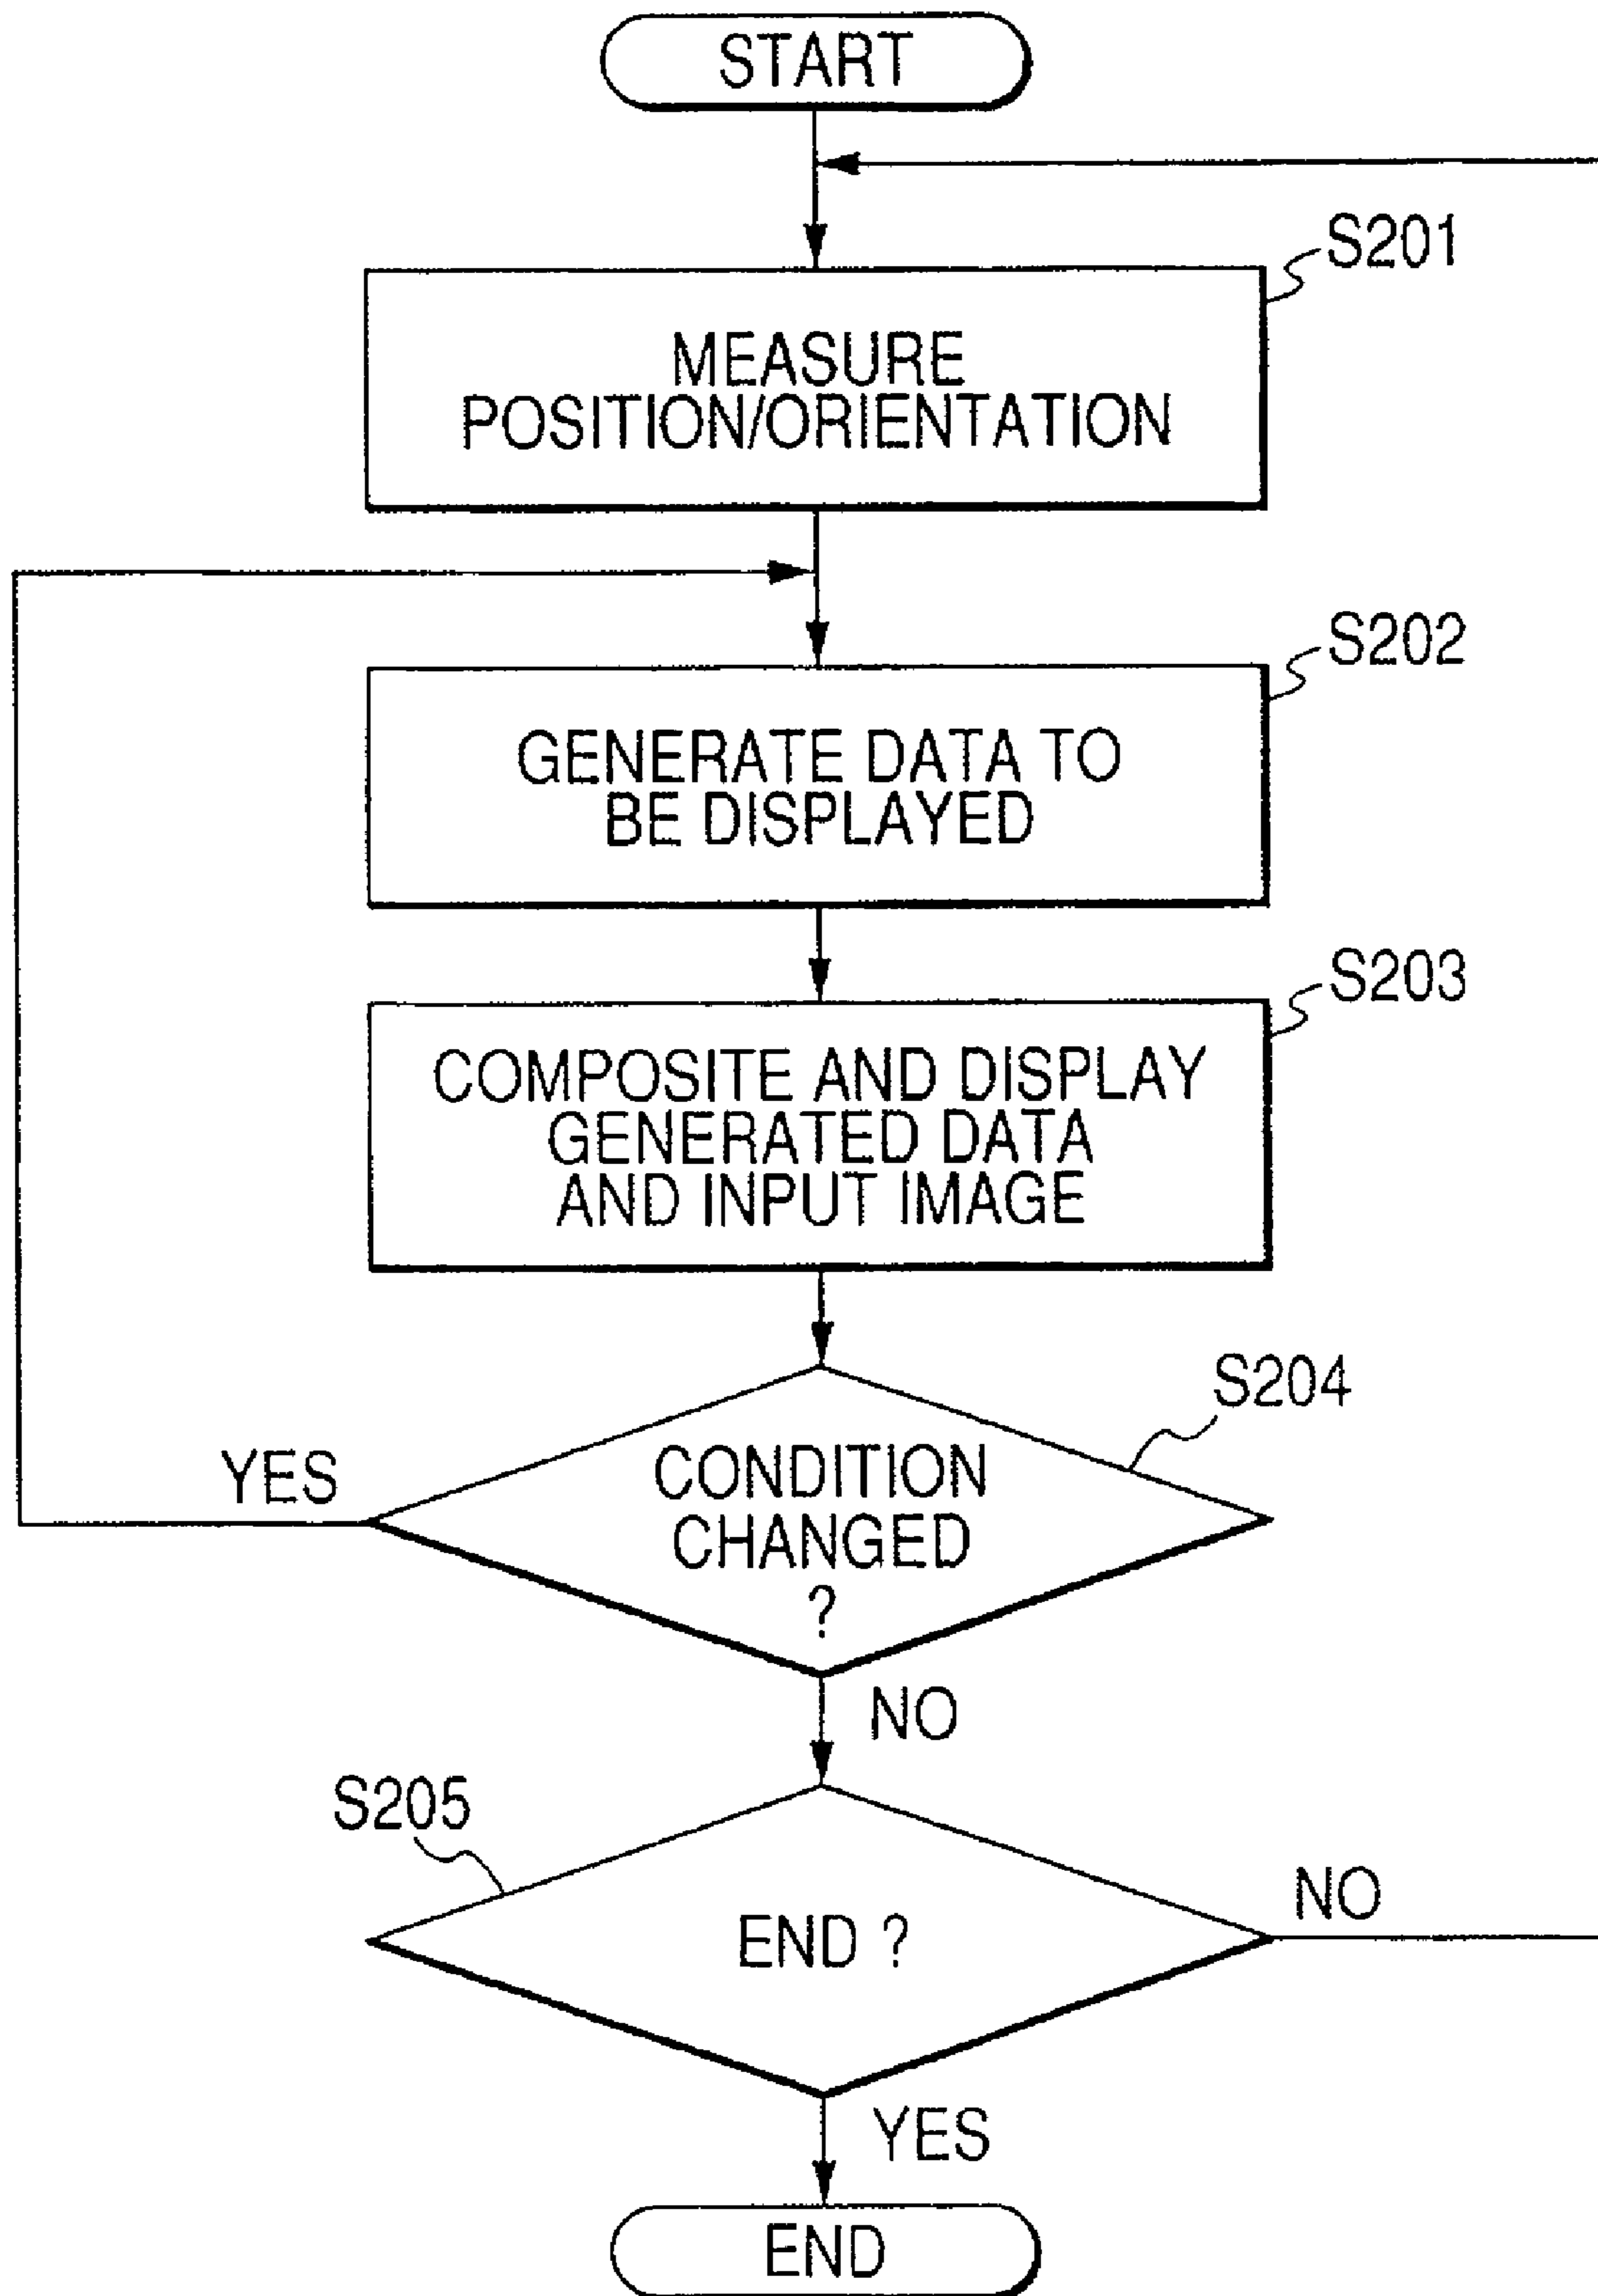 START
S201
MEASURE
POSITION/ORIENTATION
S202
GENERATE DATA TO
BE DISPLAYED
S203
COMPOSITE AND DISPLAY
GENERATED DATA
AND INPUT IMAGE
S204
YES
CONDITION
CHANGED
?
NO
S205
END ?
NO
YES
END